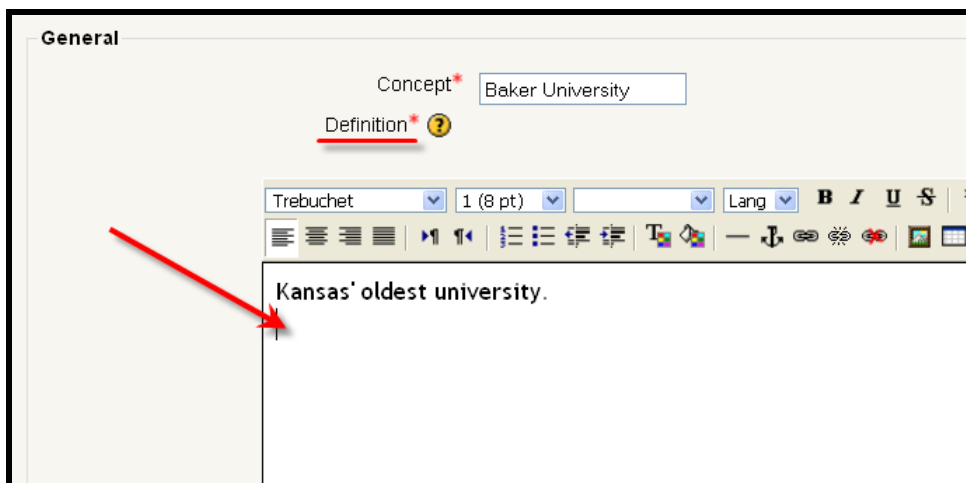 General
Concept* Baker University
Definition* ?
Trebuchet 1 (8 pt) Lang B I U S
Kansas' oldest university.